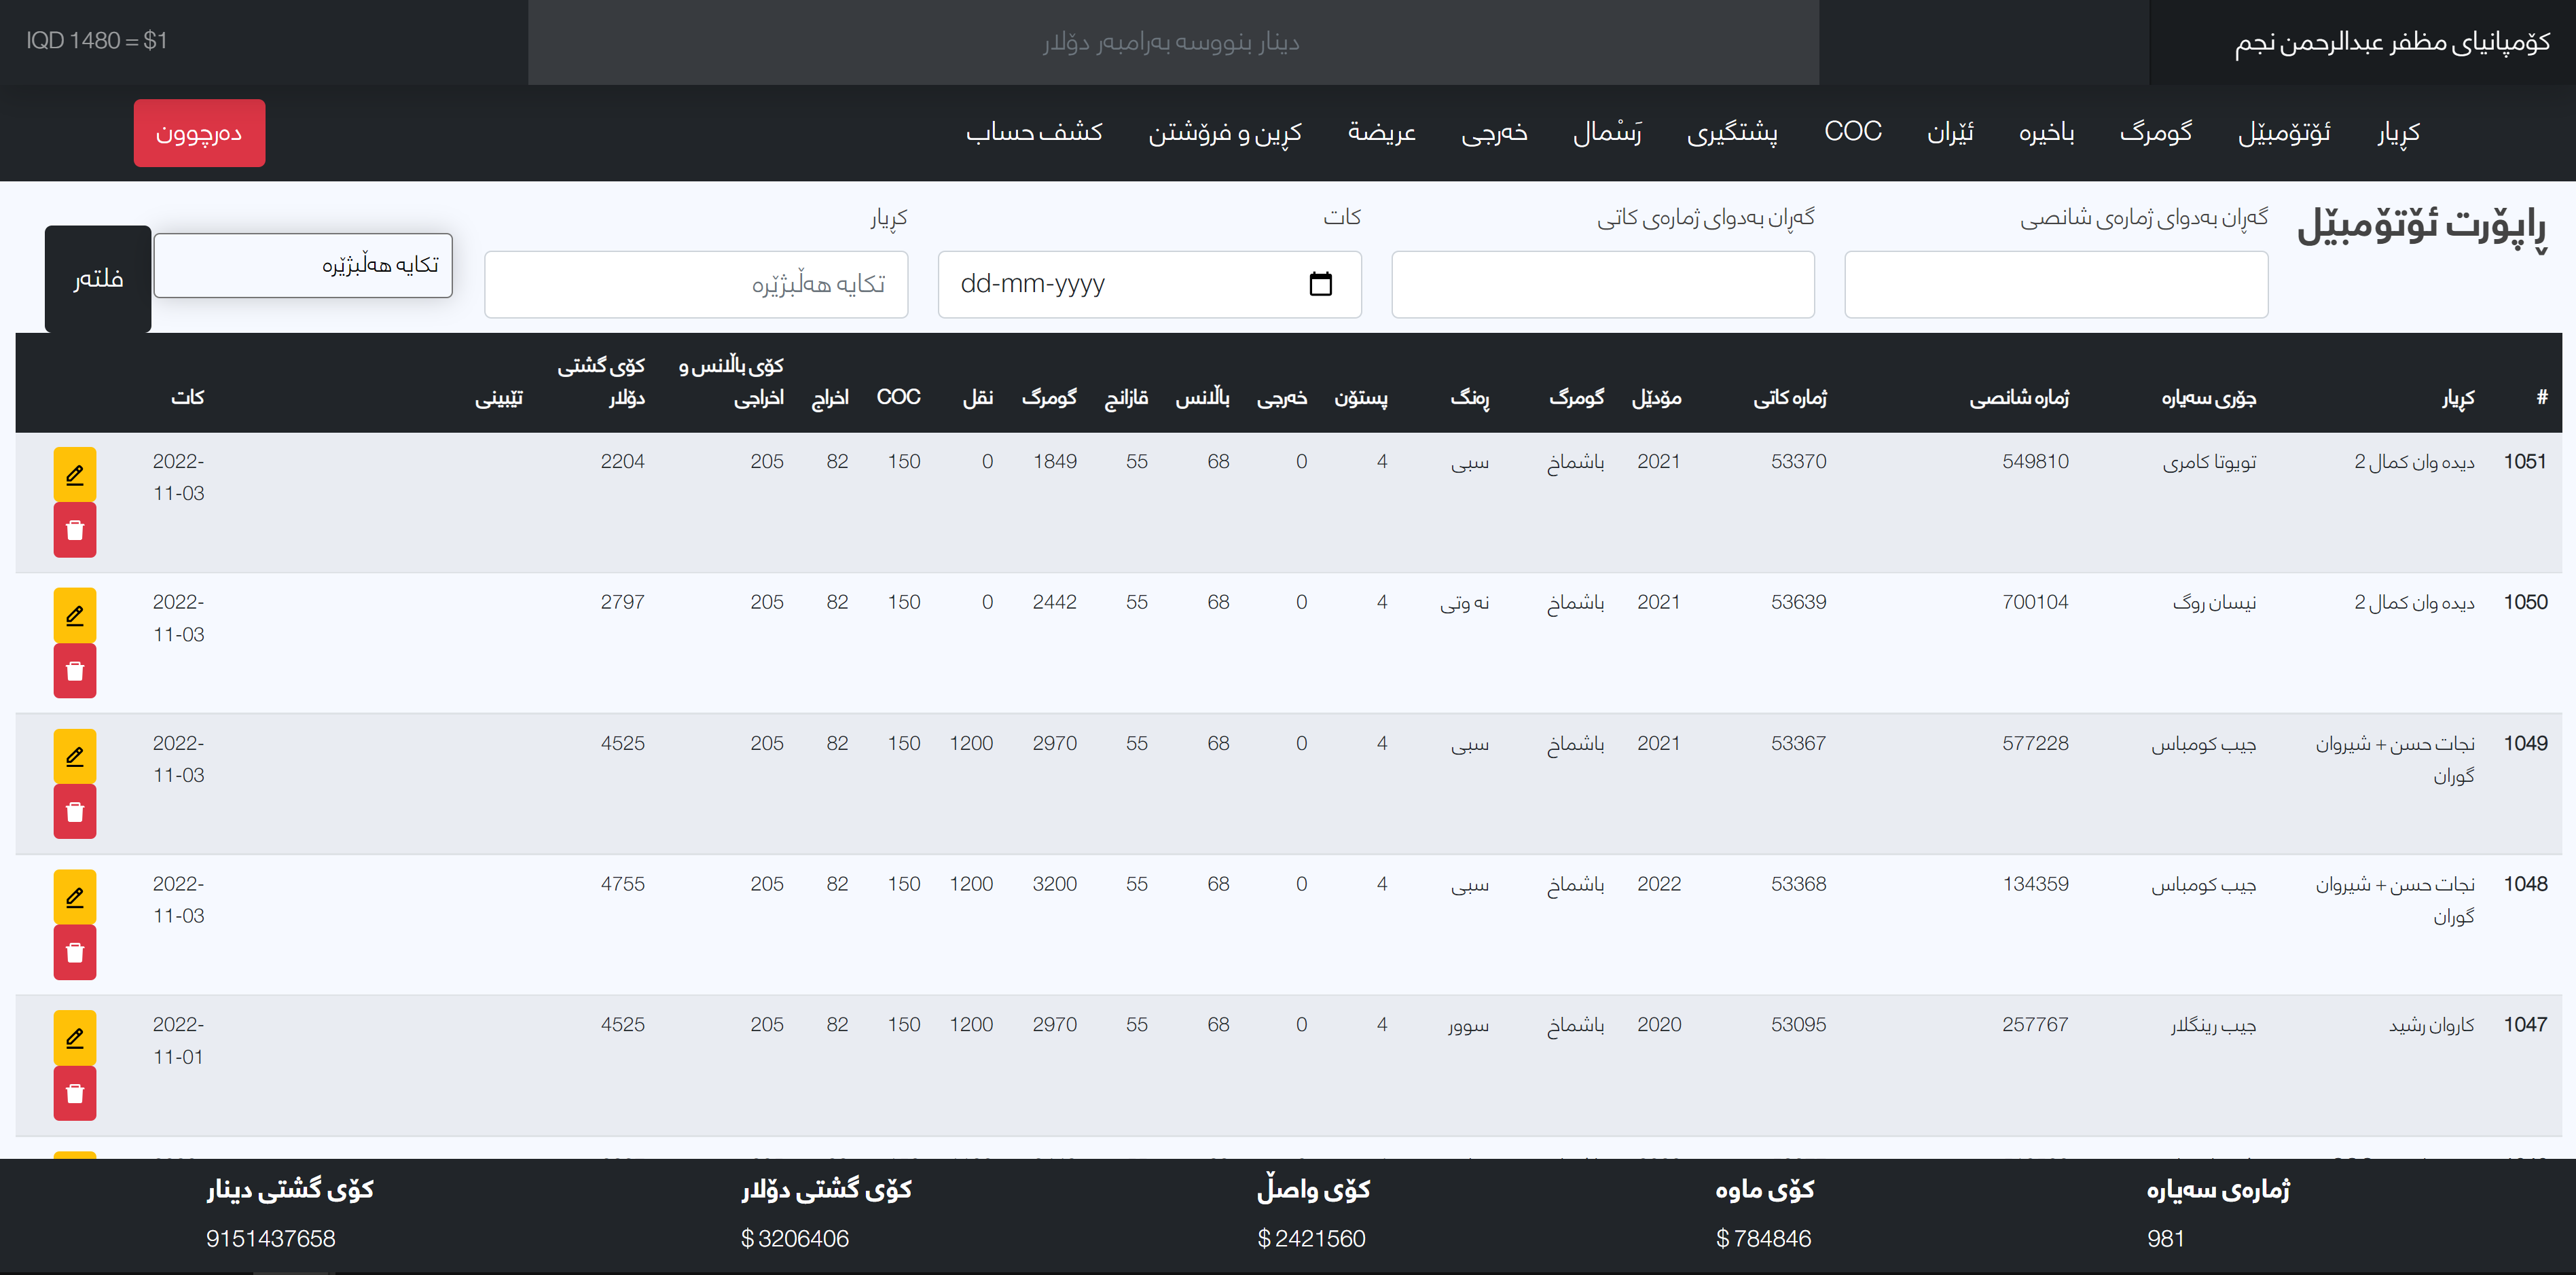 کۆمپانیای مظفر عبدالرحمن نجم
دینار بنووسە بەرامبەر دۆلار
IQD 1480 = $1
کڕیار ئۆتۆمبێل گومرگ باخیرە ئێران COC پشتگیری رَسْمال خەرجی عریضة کڕین و فرۆشتن کشف حساب دەرچوون
ڕاپۆرت ئۆتۆمبێل
گەڕان بەدوای ژمارەی شانصی
گەڕان بەدوای ژمارەی کاتی
کات
dd-mm-yyyy
کڕیار
تکایە هەڵبژێرە
تکایە هەڵبژێرە
فلتەر
# کڕیار جۆری سەیارە ژمارە شانصی ژمارە کاتی مۆدێل گومرگ ڕەنگ پستۆن خەرجی باڵانس قازانج گومرگ نقل COC اخراج کۆی باڵانس و اخراجی کۆی گشتی دۆلار تێبینی کات
1051 دیدە وان کمال 2 تویوتا کامری 549810 53370 2021 باشماخ سبی 4 0 68 55 1849 0 150 82 205 2204 2022-
11-03
1050 دیدە وان کمال 2 نیسان روگ 700104 53639 2021 باشماخ نە وتی 4 0 68 55 2442 0 150 82 205 2797 2022-
11-03
1049 نجات حسن + شیروان جیب کومباس 577228 53367 2021 باشماخ سبی 4 0 68 55 2970 1200 150 82 205 4525 2022-
گوران 11-03
1048 نجات حسن + شیروان جیب کومباس 134359 53368 2022 باشماخ سبی 4 0 68 55 3200 1200 150 82 205 4755 2022-
گوران 11-03
1047 کاروان رشید جیب رینگلار 257767 53095 2020 باشماخ سوور 4 0 68 55 2970 1200 150 82 205 4525 2022-
11-01
ژمارەی سەیارە کۆی ماوە کۆی واصڵ کۆی گشتی دۆلار کۆی گشتی دینار
981 $ 784846 $ 2421560 $ 3206406 9151437658